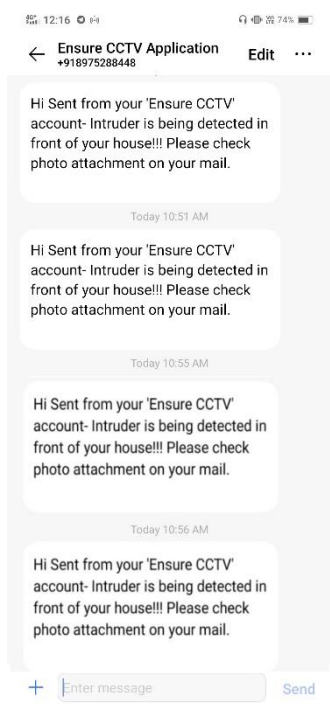 12:16 74%
Ensure CCTV Application Edit
+918975288448
Hi Sent from your 'Ensure CCTV'
account- Intruder is being detected in
front of your house!!! Please check
photo attachment on your mail.
Today 10:51 AM
Hi Sent from your 'Ensure CCTV'
account- Intruder is being detected in
front of your house!!! Please check
photo attachment on your mail.
Today 10:55 AM
Hi Sent from your 'Ensure CCTV'
account- Intruder is being detected in
front of your house!!! Please check
photo attachment on your mail.
Today 10:56 AM
Hi Sent from your 'Ensure CCTV'
account- Intruder is being detected in
front of your house!!! Please check
photo attachment on your mail.
Enter message Send